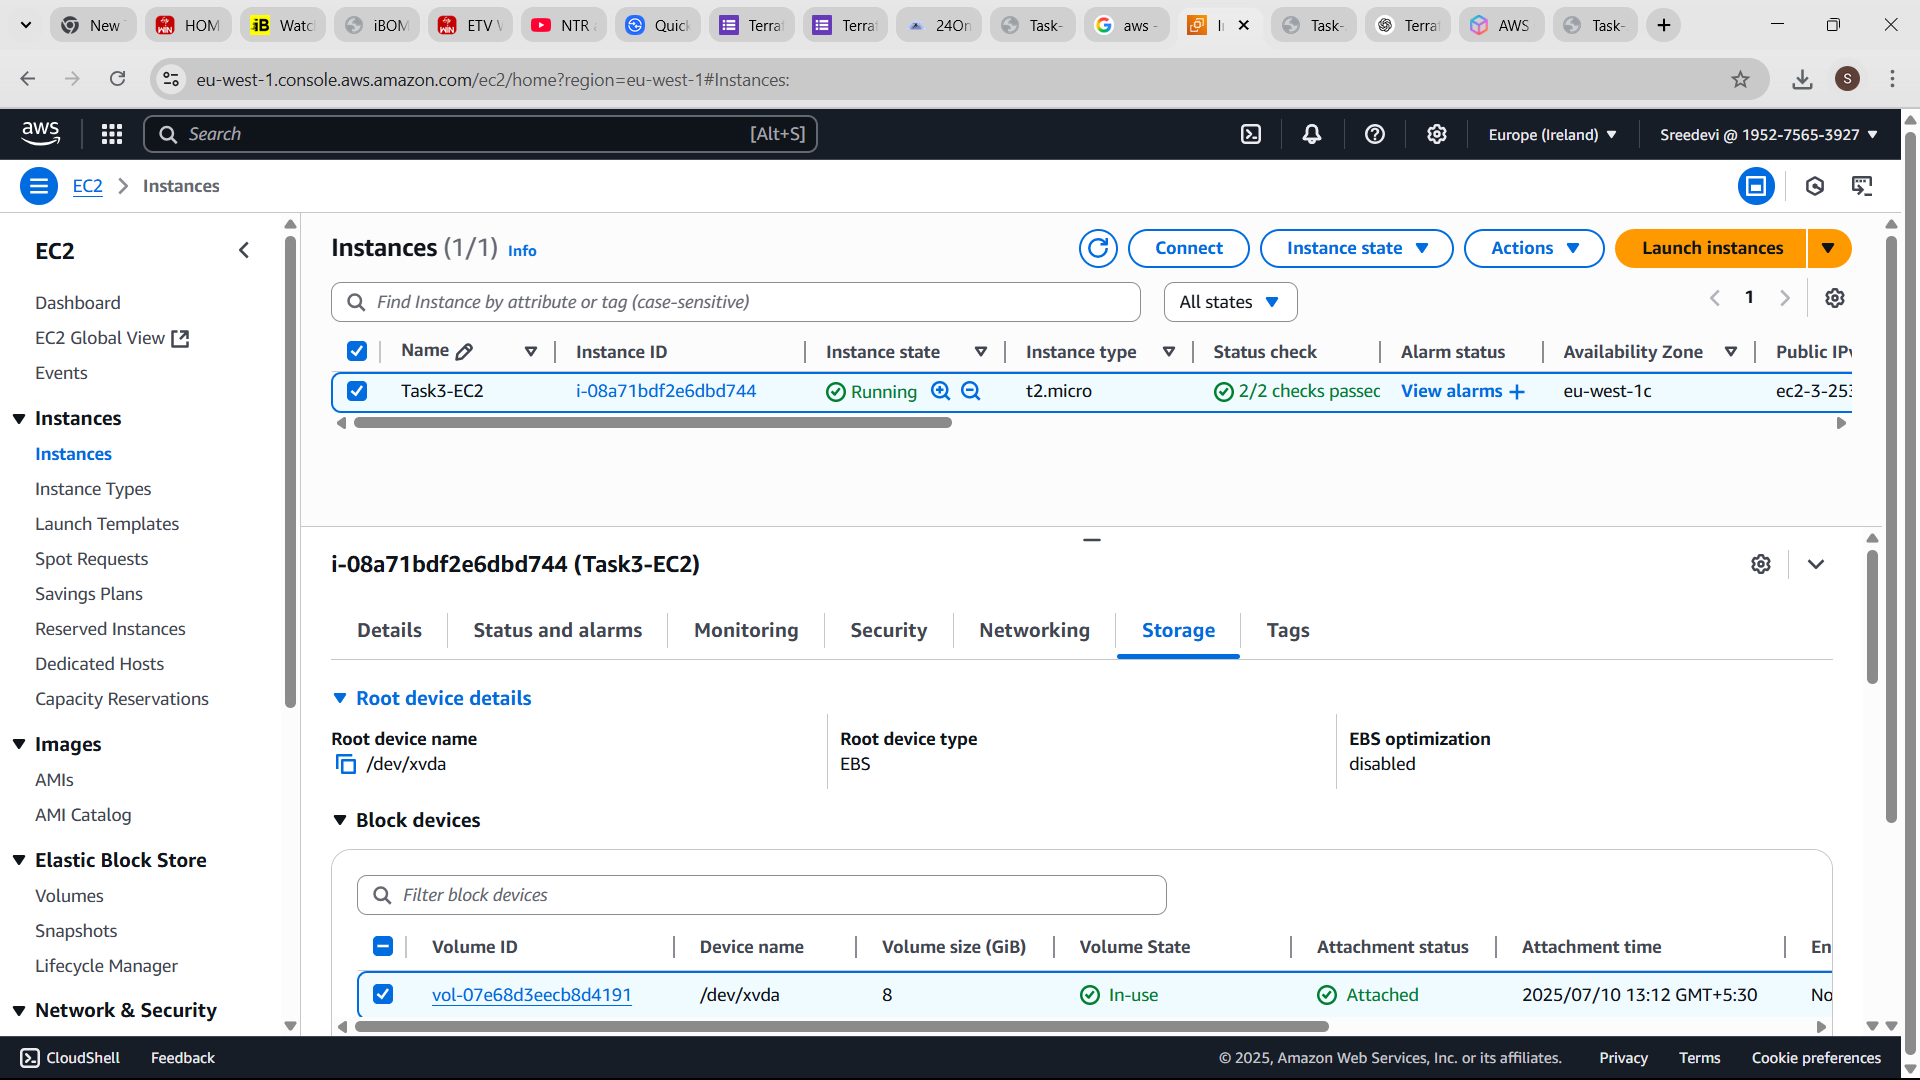 New
HOM
Watc
iBOM
ETV V
NTR a
Quick
Terraf
Terra
24On
Task-
aws -
Task-
Terraf
AWS
Task-
eu-west-1.console.aws.amazon.com/ec2/home?region=eu-west-1#Instances:
S
aws
Search [Alt+S]
Europe (Ireland)
Sreedevi @ 1952-7565-3927
EC2 > Instances
EC2
Dashboard
EC2 Global View
Events
Instances
Instances
Instance Types
Launch Templates
Spot Requests
Savings Plans
Reserved Instances
Dedicated Hosts
Capacity Reservations
Images
AMIs
AMI Catalog
Elastic Block Store
Volumes
Snapshots
Lifecycle Manager
Network & Security
Instances (1/1) Info
Connect
Instance state
Actions
Launch instances
Find Instance by attribute or tag (case-sensitive)
All states
1
Name Instance ID Instance state Instance type Status check Alarm status Availability Zone Public IPv
Task3-EC2 i-08a71bdf2e6dbd744 Running t2.micro 2/2 checks passed View alarms + eu-west-1c ec2-3-253
i-08a71bdf2e6dbd744 (Task3-EC2)
Details Status and alarms Monitoring Security Networking Storage Tags
Root device details
Root device name Root device type EBS optimization
/dev/xvda EBS disabled
Block devices
Filter block devices
Volume ID Device name Volume size (GiB) Volume State Attachment status Attachment time En
vol-07e68d3eecb8d4191 /dev/xvda 8 In-use Attached 2025/07/10 13:12 GMT+5:30 No
CloudShell Feedback © 2025, Amazon Web Services, Inc. or its affiliates. Privacy Terms Cookie preferences